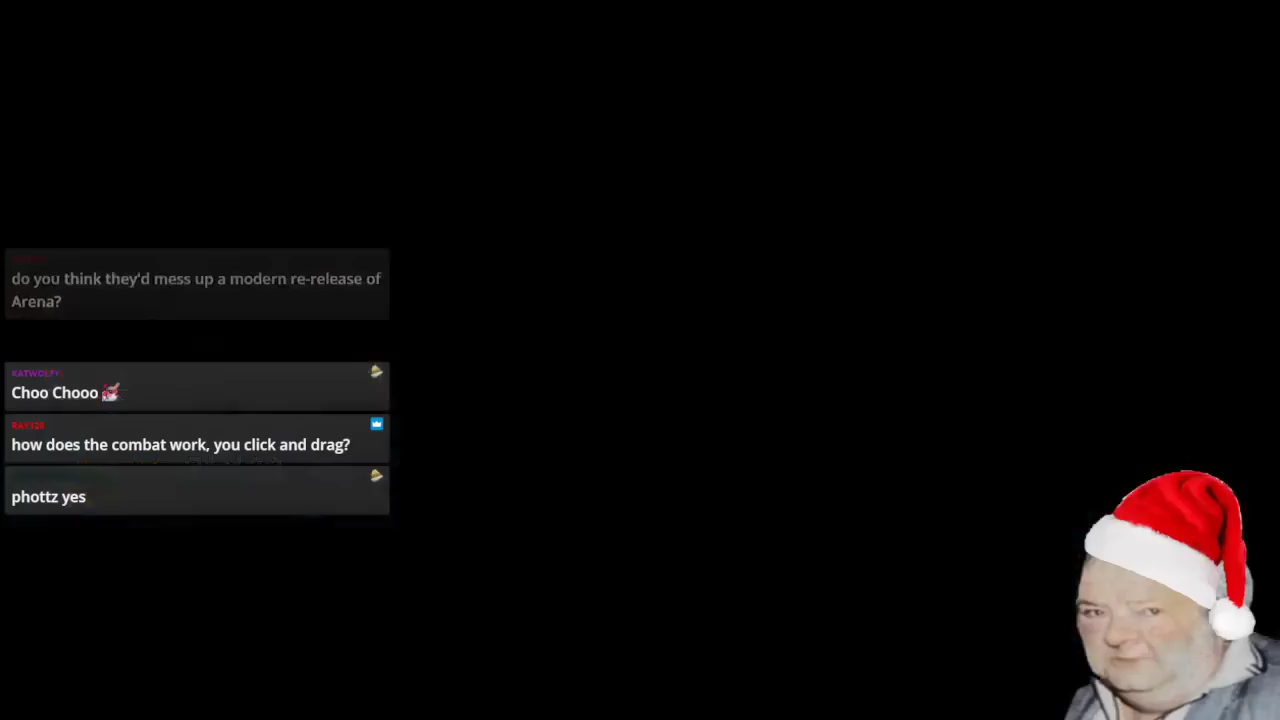 do you think they'd mess up a modern re-release of
Arena?
KATWOLFY
Choo Chooo
how does the combat work, you click and drag?
phottz yes